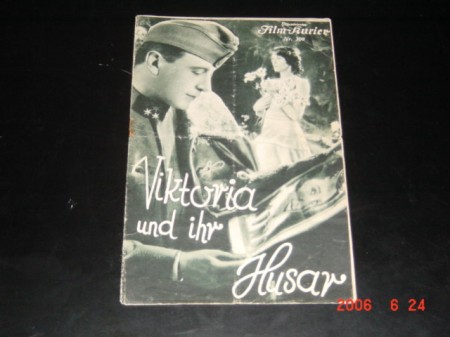 Film-Kurier
Viktoria
und ihr
Husar
2006 6 24